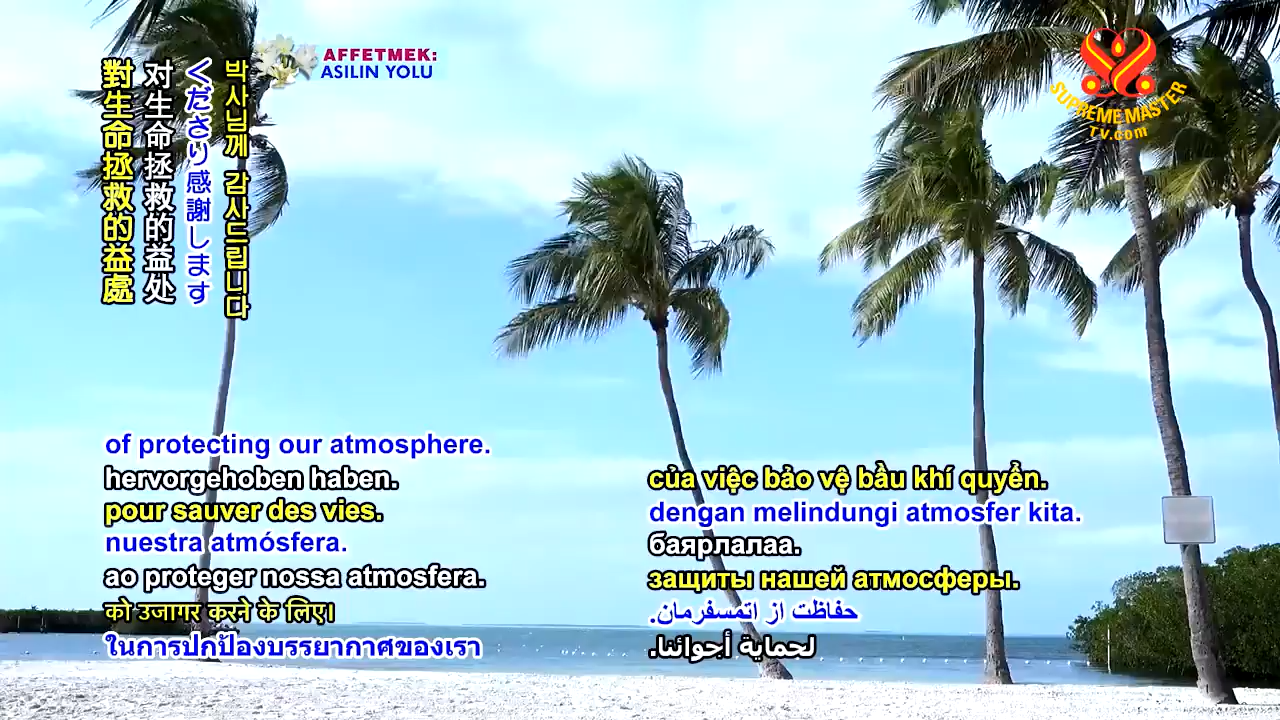 AFFETMEK:
ASILIN YOLU
SUPREME MASTER
TV.com
박사님께 감사드립니다
くださり感謝します
对生命拯救的益处
對生命拯救的益處
of protecting our atmosphere.
hervorgehoben haben.
pour sauver des vies.
nuestra atmósfera.
ao proteger nossa atmosfera.
को उजागर करने के लिए।
ในการปกป้องบรรยากาศของเรา
của việc bảo vệ bầu khí quyển.
dengan melindungi atmosfer kita.
баярлалаа.
защиты нашей атмосферы.
حفاظت از اتمسفرمان.
لحماية أجوائنا.